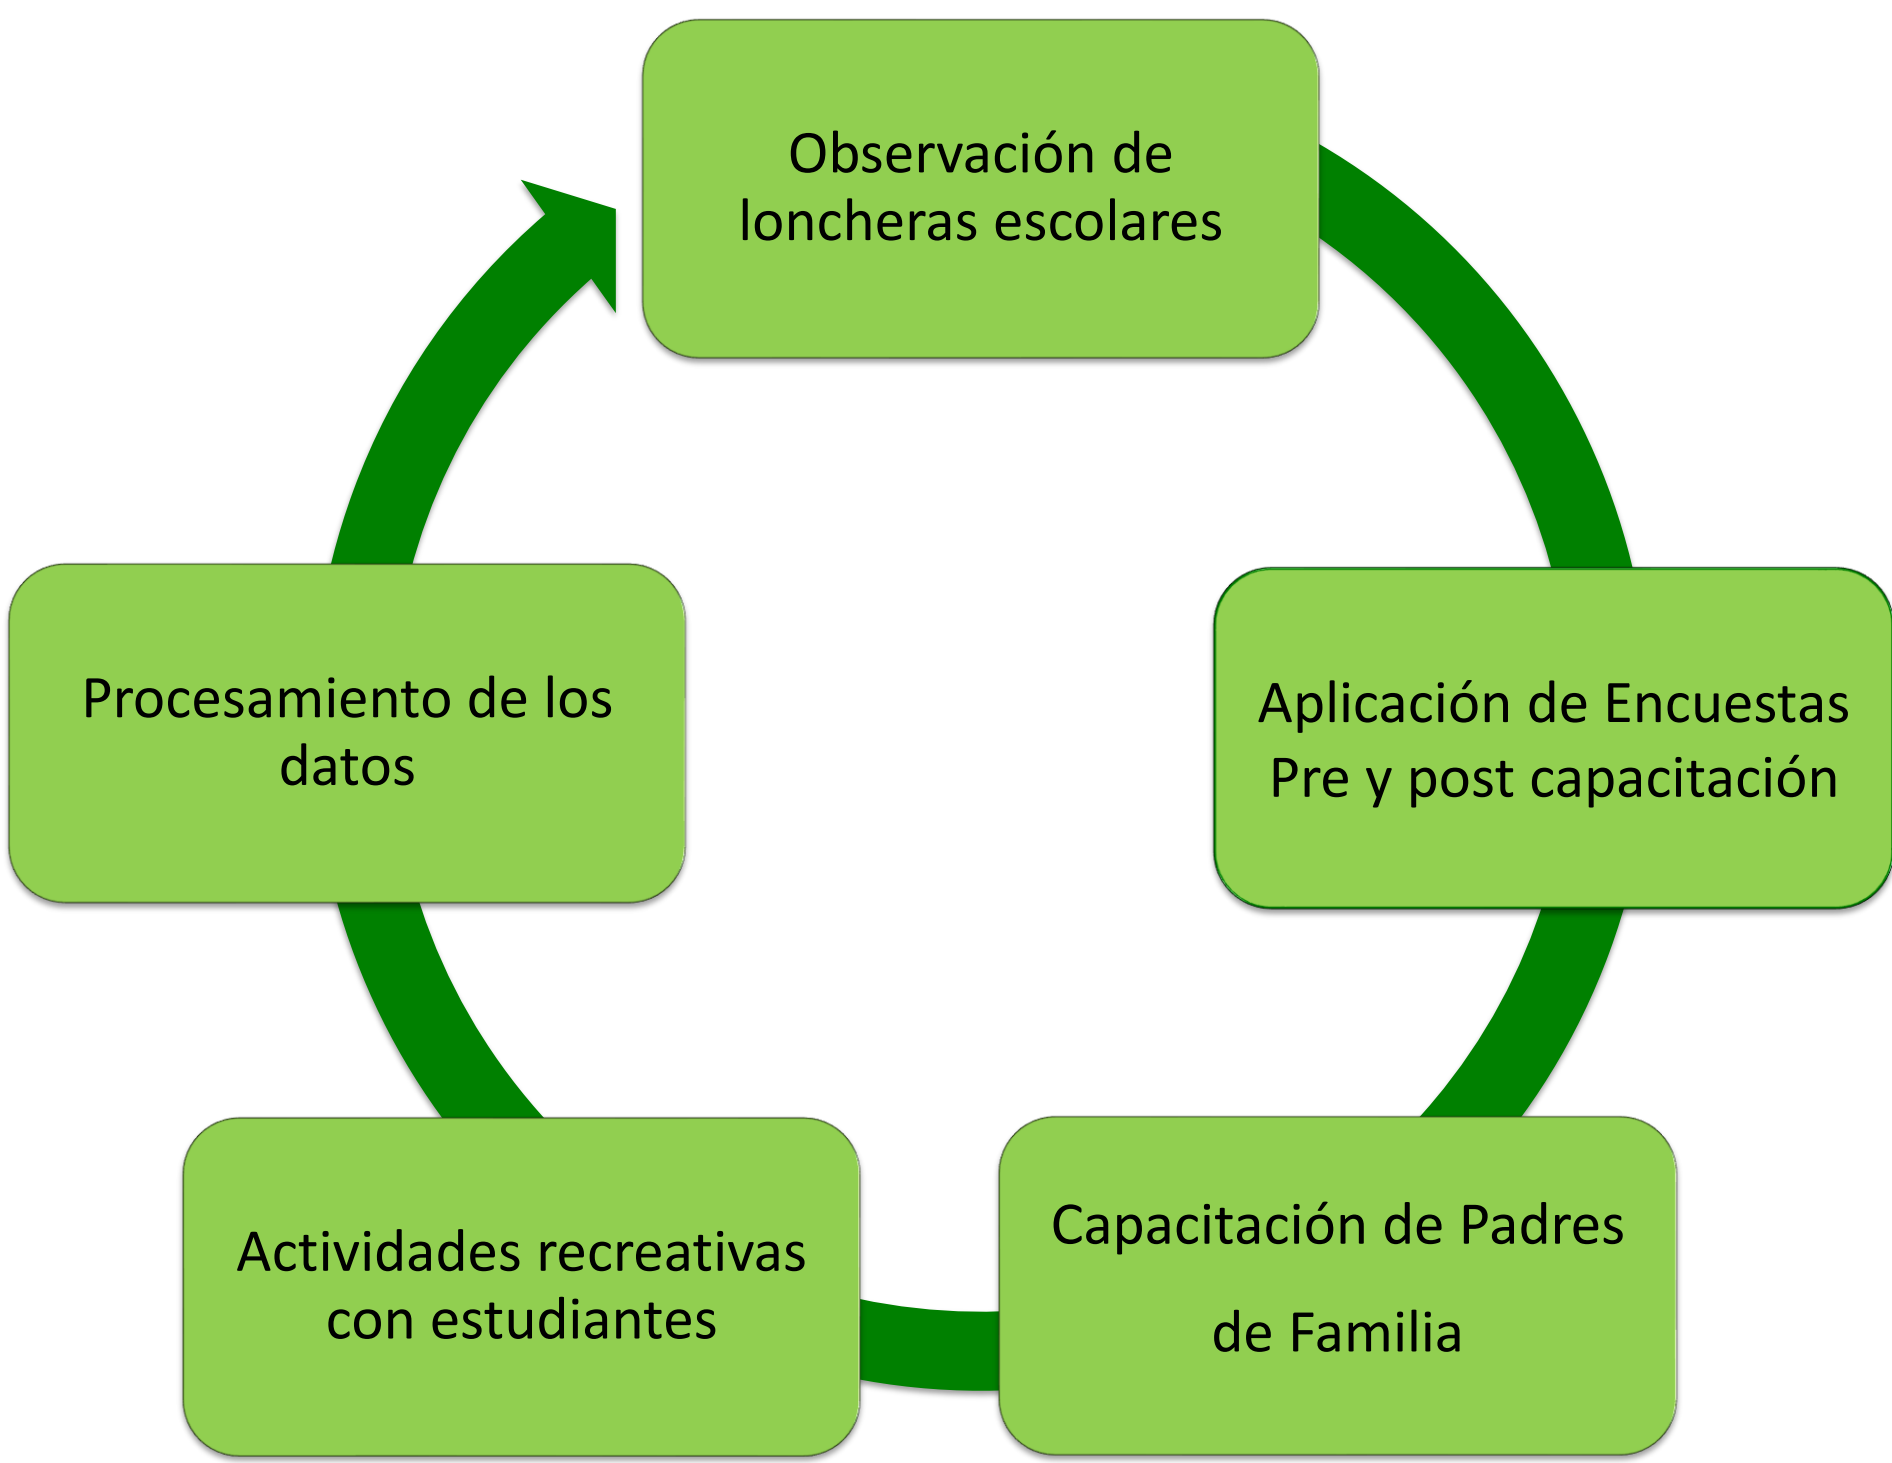 Observación de
loncheras escolares
Aplicación de Encuestas
Pre y post capacitación
Capacitación de Padres
de Familia
Actividades recreativas
con estudiantes
Procesamiento de los
datos